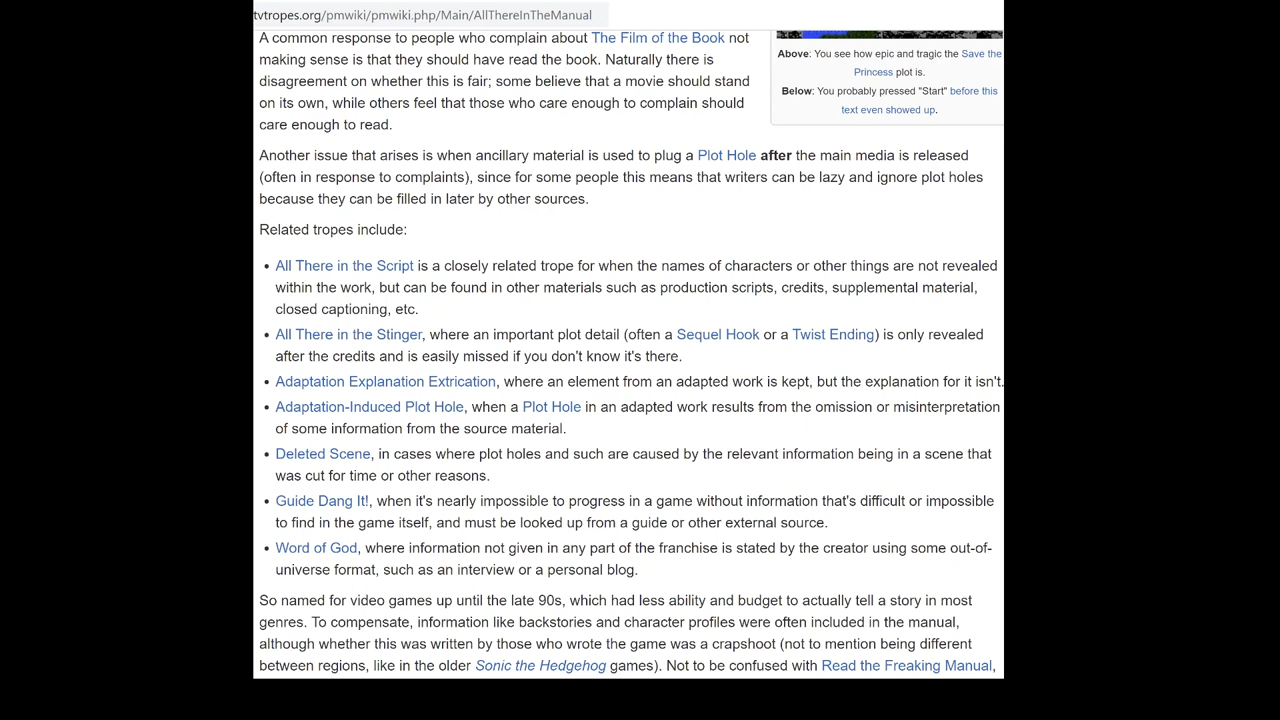 tvtropes.org/pmwiki/pmwiki.php/Main/AllThereInTheManual
A common response to people who complain about The Film of the Book not
making sense is that they should have read the book. Naturally there is
disagreement on whether this is fair; some believe that a movie should stand
on its own, while others feel that those who care enough to complain should
care enough to read.
Above: You see how epic and tragic the Save the
Princess plot is.
Below: You probably pressed "Start" before this
text even showed up.
Another issue that arises is when ancillary material is used to plug a Plot Hole after the main media is released
(often in response to complaints), since for some people this means that writers can be lazy and ignore plot holes
because they can be filled in later by other sources.
Related tropes include:
• All There in the Script is a closely related trope for when the names of characters or other things are not revealed
within the work, but can be found in other materials such as production scripts, credits, supplemental material,
closed captioning, etc.
• All There in the Stinger, where an important plot detail (often a Sequel Hook or a Twist Ending) is only revealed
after the credits and is easily missed if you don't know it's there.
• Adaptation Explanation Extrication, where an element from an adapted work is kept, but the explanation for it isn't.
• Adaptation-Induced Plot Hole, when a Plot Hole in an adapted work results from the omission or misinterpretation
of some information from the source material.
• Deleted Scene, in cases where plot holes and such are caused by the relevant information being in a scene that
was cut for time or other reasons.
• Guide Dang It!, when it's nearly impossible to progress in a game without information that's difficult or impossible
to find in the game itself, and must be looked up from a guide or other external source.
• Word of God, where information not given in any part of the franchise is stated by the creator using some out-of-
universe format, such as an interview or a personal blog.
So named for video games up until the late 90s, which had less ability and budget to actually tell a story in most
genres. To compensate, information like backstories and character profiles were often included in the manual,
although whether this was written by those who wrote the game was a crapshoot (not to mention being different
between regions, like in the older Sonic the Hedgehog games). Not to be confused with Read the Freaking Manual,